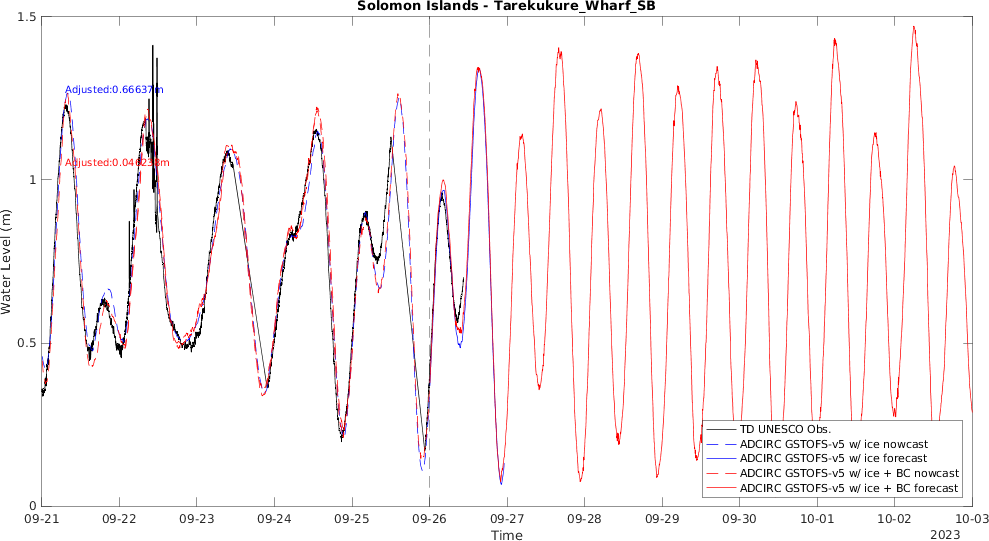 Solomon Islands - Tarekukure_Wharf_SB
1.5
1
0.5
0
Water Level (m)
Adjusted:0.66637m
Adjusted:0.046233m
TD UNESCO Obs.
ADCIRC GSTOFS-v5 w/ ice nowcast
ADCIRC GSTOFS-v5 w/ ice forecast
ADCIRC GSTOFS-v5 w/ ice + BC nowcast
ADCIRC GSTOFS-v5 w/ ice + BC forecast
09-21 09-22 09-23 09-24 09-25 09-26 09-27 09-28 09-29 09-30 10-01 10-02 10-03
Time
2023